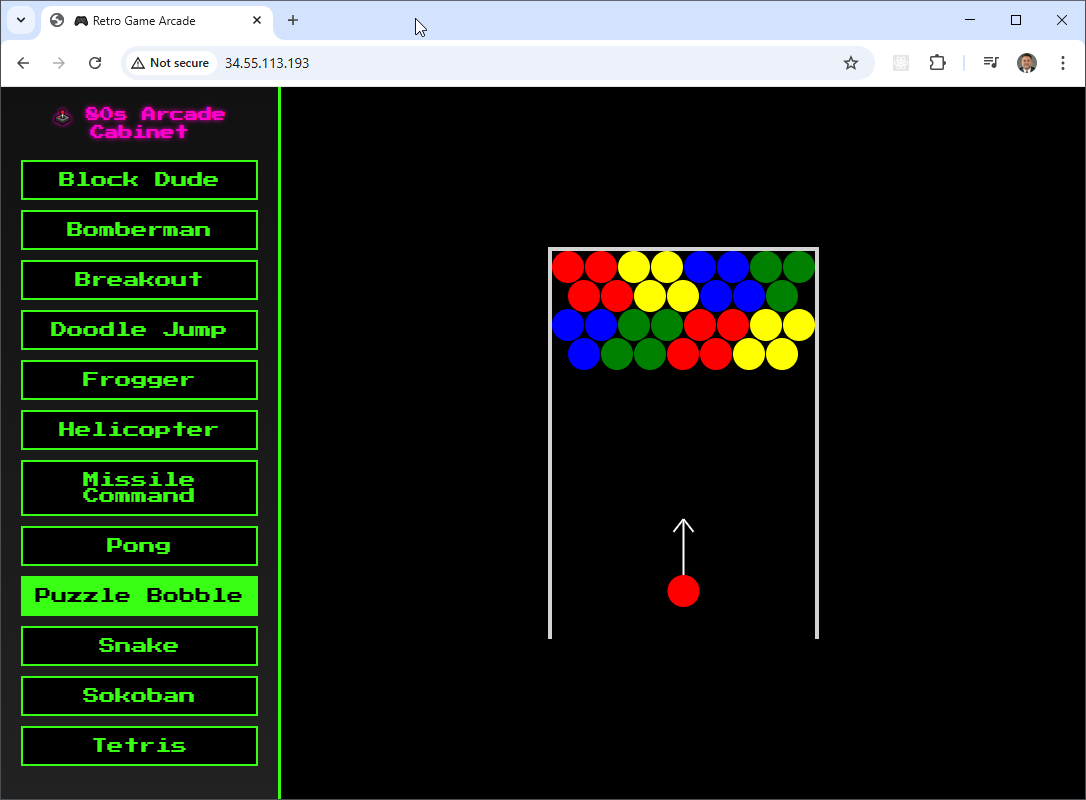 Retro Game Arcade
Not secure
34.55.113.193
80s Arcade
Cabinet
Block Dude
Bomberman
Breakout
Doodle Jump
Frogger
Helicopter
Missile
Command
Pong
Puzzle Bobble
Snake
Sokoban
Tetris